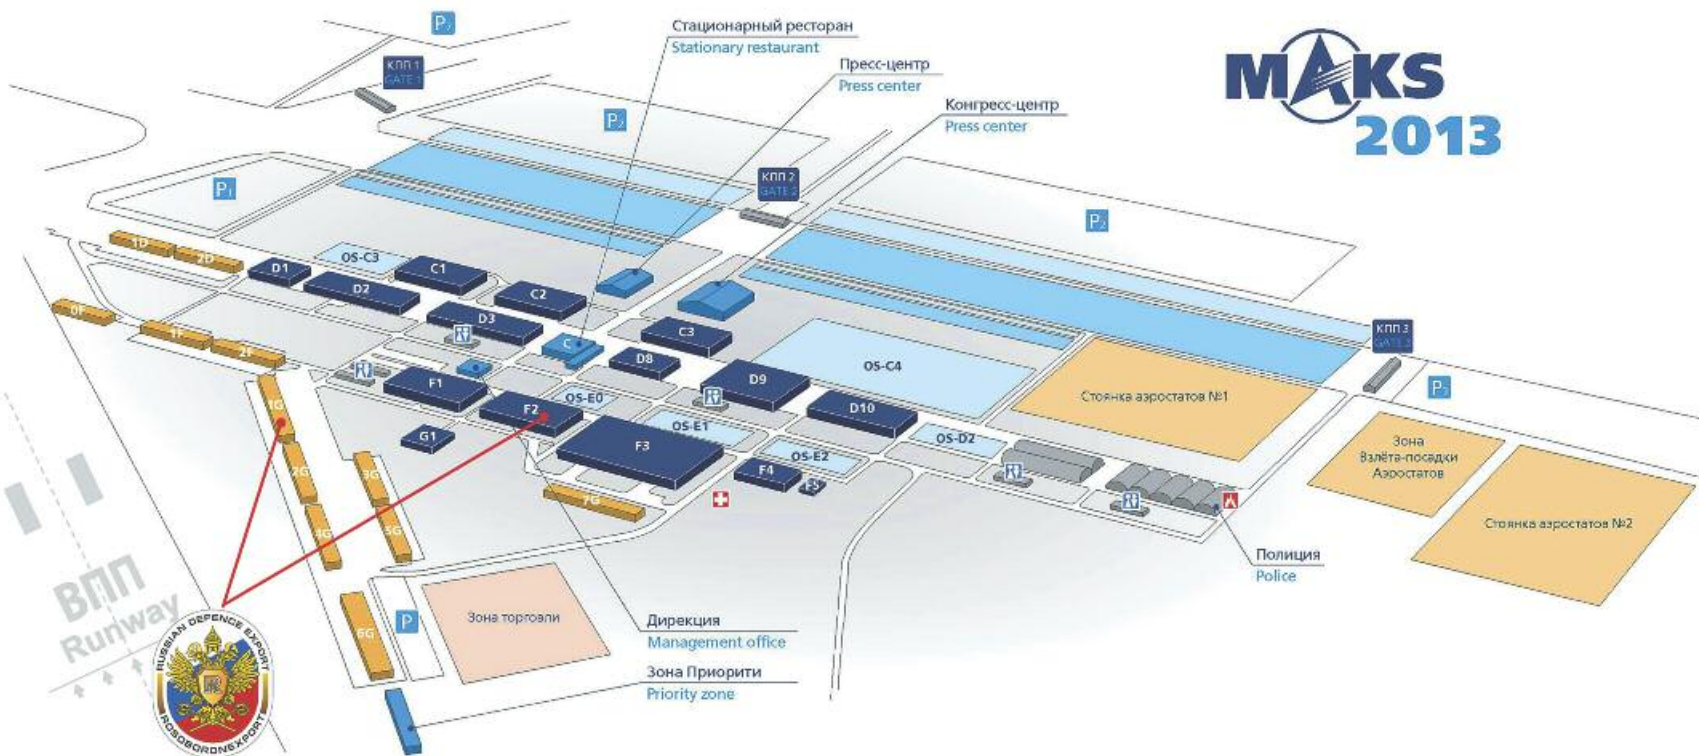 P₂
КПП 1
GATE 1
Стационарный ресторан
Stationary restaurant
Пресс-центр
Press center
Конгресс-центр
Press center
MAKS
2013
P₂
P₁
КПП 2
GATE 2
P₂
1D
2D
D1
OS-C3
C1
D2
C2
D3
C
C3
D8
OS-C4
КПП 3
GATE 3
0F
1F
2F
F1
1G
F2
OS-E0
D9
D10
Стоянка аэростатов №1
P₃
G1
F3
OS-E1
OS-D2
OS-E2
F4
F5
Зона
Взлёта-посадки
Аэростатов
2G
3G
7G
4G
5G
Стоянка аэростатов №2
Полиция
Police
ВПП
Runway
6G
P
Зона торговли
Дирекция
Management office
Зона Приорити
Priority zone
RUSSIAN DEFENCE EXPORT
ROSOBORONEXPORT